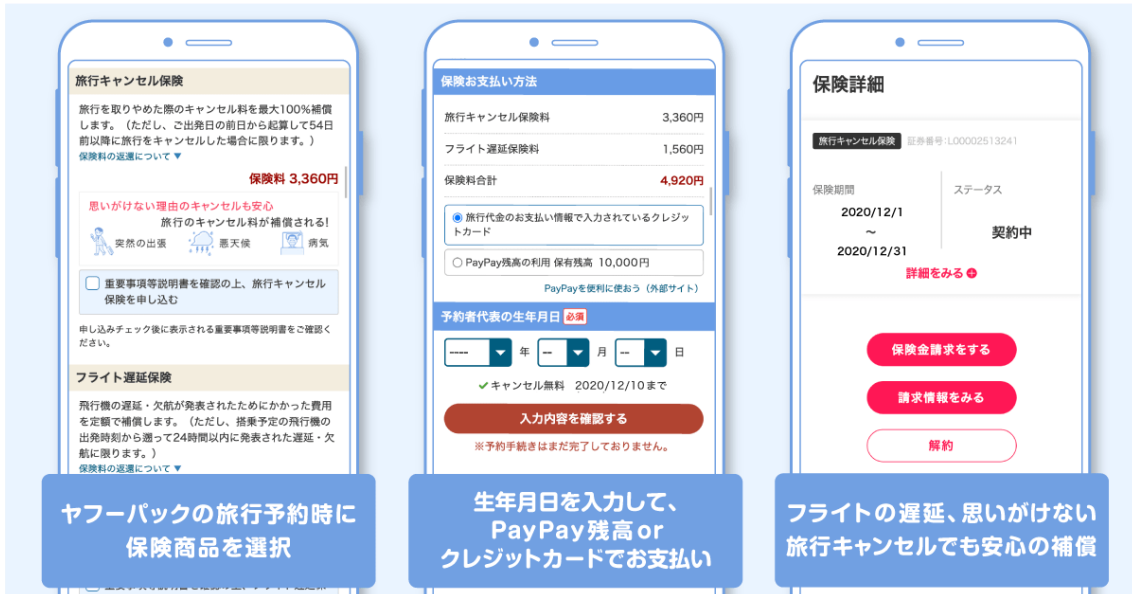 旅行キャンセル保険
旅行を取りやめた際のキャンセル料を最大100%補償
します。（ただし、ご出発日の前日から起算して54日
前以降に旅行をキャンセルした場合に限ります。）
保険料の返還について▼
保険料 3,360円
思いがけない理由のキャンセルも安心
旅行のキャンセル料が補償される!
突然の出張 悪天候 病気
重要事項等説明書を確認の上、旅行キャンセル
保険を申し込む
申し込みチェック後に表示される重要事項等説明書をご確認く
ださい。
フライト遅延保険
飛行機の遅延・欠航が発表されたためにかかった費用
を定額で補償します。（ただし、搭乗予定の飛行機の
出発時刻から遡って24時間以内に発表された遅延・欠
航に限ります。）
保険料の返還について▼
ヤフーパックの旅行予約時に
保険商品を選択
保険お支払い方法
旅行キャンセル保険料 3,360円
フライト遅延保険料 1,560円
保険料合計 4,920円
旅行代金のお支払い情報で入力されているクレジッ
トカード
PayPay残高の利用 保有残高 10,000円
PayPayを便利に使おう（外部サイト）
予約者代表の生年月日 必須
---- 年 -- 月 -- 日
✓キャンセル無料 2020/12/10まで
入力内容を確認する
※予約手続きはまだ完了しておりません。
生年月日を入力して、
PayPay残高or
クレジットカードでお支払い
保険詳細
旅行キャンセル保険 証券番号:L00002513241
保険期間 ステータス
2020/12/1
～
2020/12/31
契約中
詳細をみる
保険金請求をする
請求情報をみる
解約
フライトの遅延、思いがけない
旅行キャンセルでも安心の補償